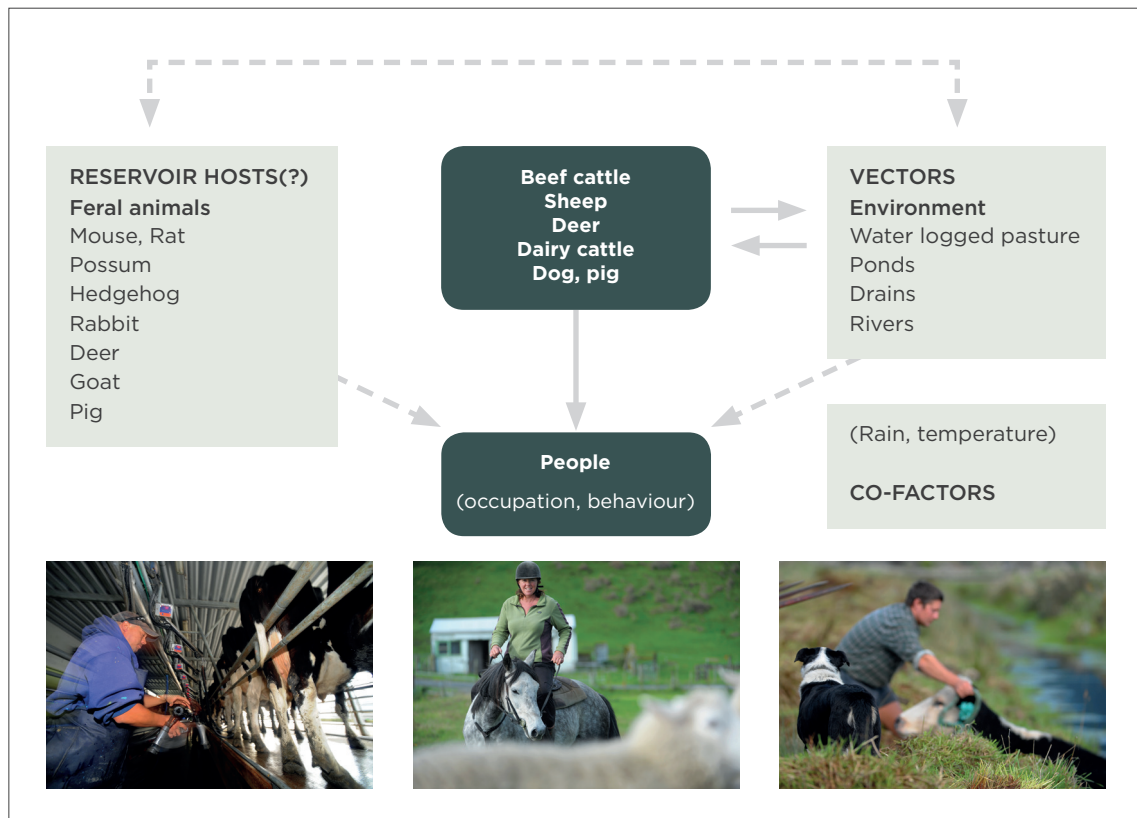 RESERVOIR HOSTS(?)
Feral animals
Mouse, Rat
Possum
Hedgehog
Rabbit
Deer
Goat
Pig
Beef cattle
Sheep
Deer
Dairy cattle
Dog, pig
VECTORS
Environment
Water logged pasture
Ponds
Drains
Rivers
People
(occupation, behaviour)
(Rain, temperature)
CO-FACTORS